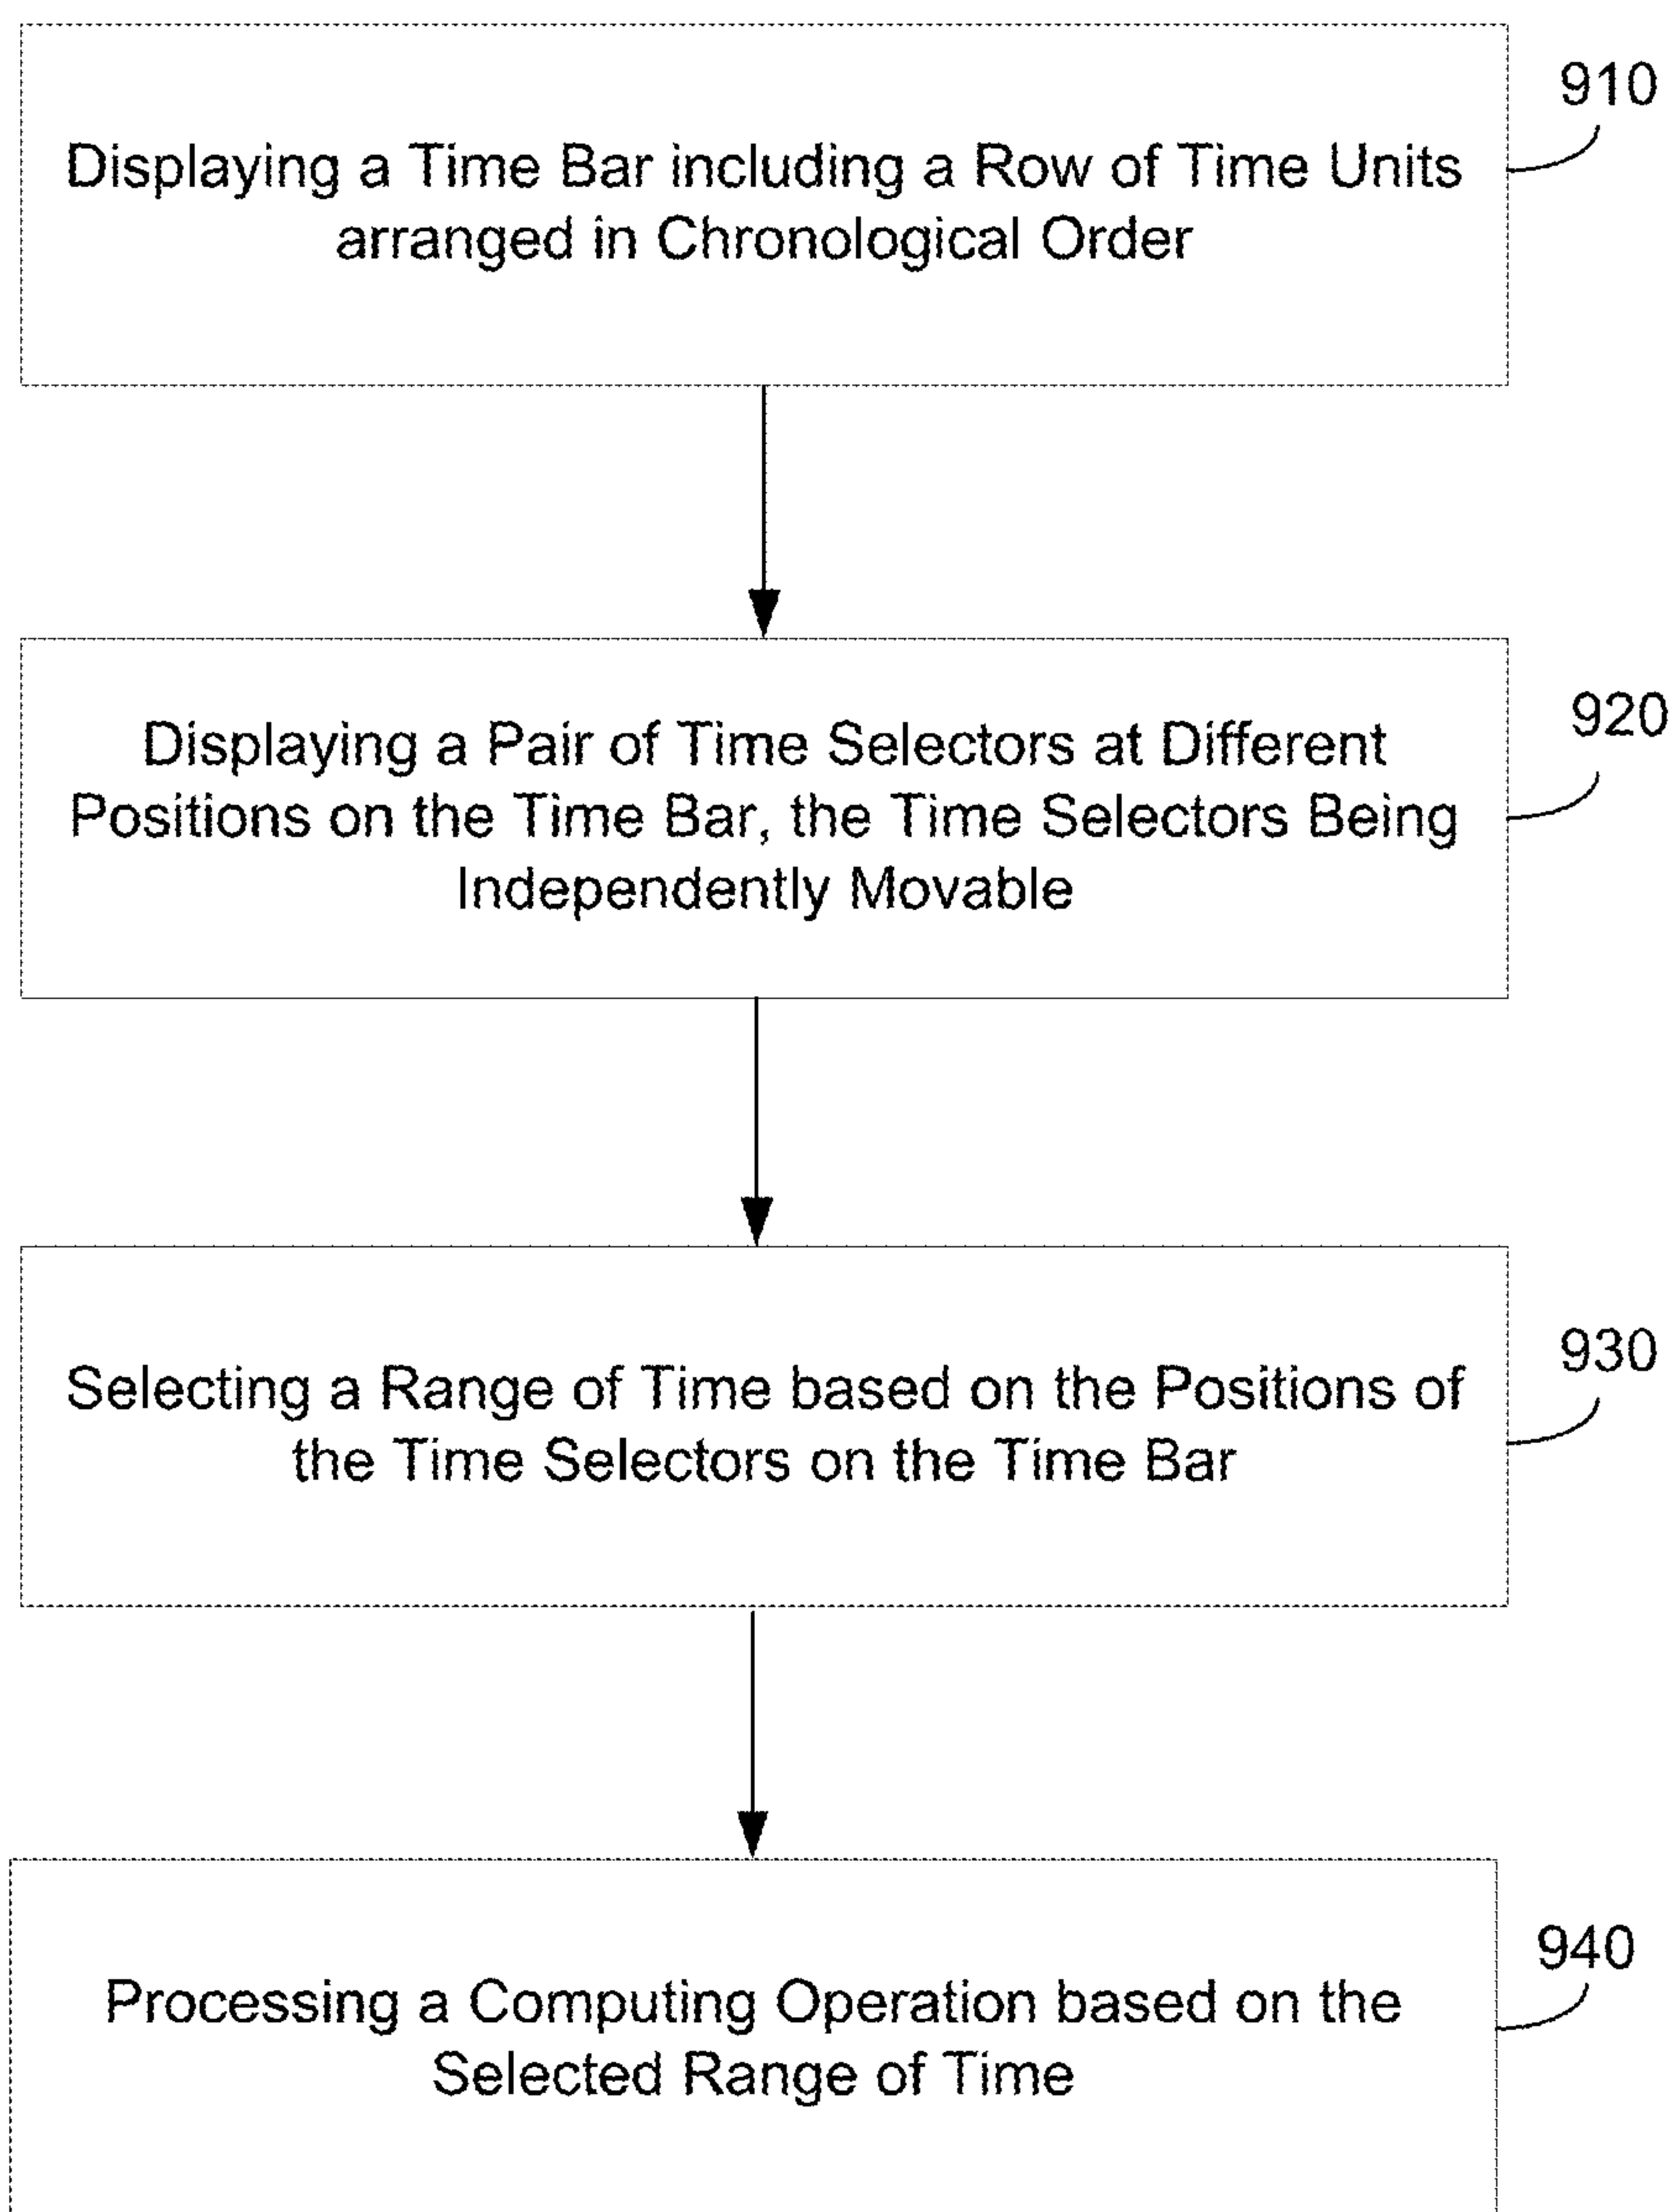 910
Displaying a Time Bar including a Row of Time Units
arranged in Chronological Order
920
Displaying a Pair of Time Selectors at Different
Positions on the Time Bar, the Time Selectors Being
Independently Movable
930
Selecting a Range of Time based on the Positions of
the Time Selectors on the Time Bar
940
Processing a Computing Operation based on the
Selected Range of Time